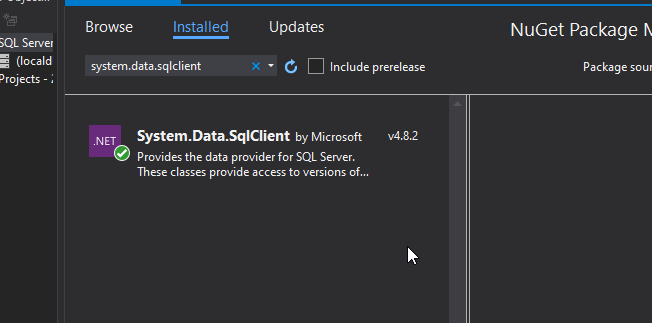 Object...
Browse Installed Updates
NuGet Package M
SQL Server
(locald
system.data.sqlclient
Include prerelease
Package sour
Projects - 2
.NET
System.Data.SqlClient by Microsoft v4.8.2
Provides the data provider for SQL Server.
These classes provide access to versions of...